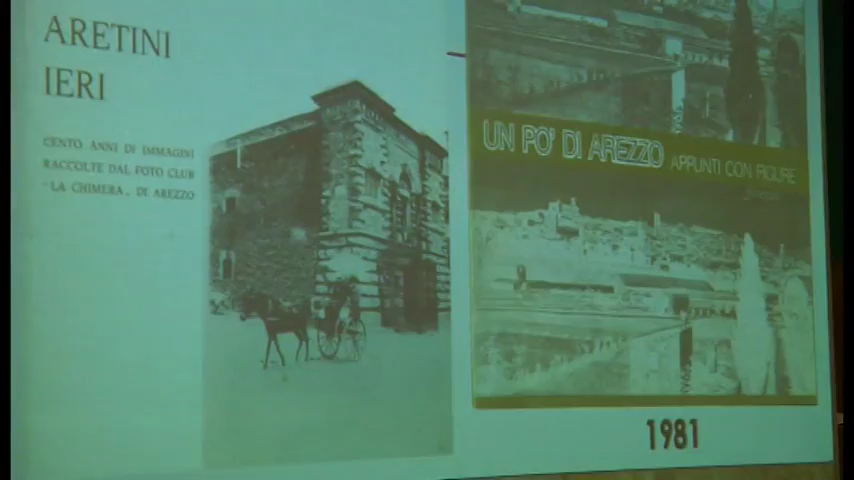 ARETINI
IERI
CENTO ANNI DI IMMAGINI
RACCOLTE DAL FOTO CLUB
"LA CHIMERA" DI AREZZO
UN PO' DI AREZZO APPUNTI CON FIGURE
1981